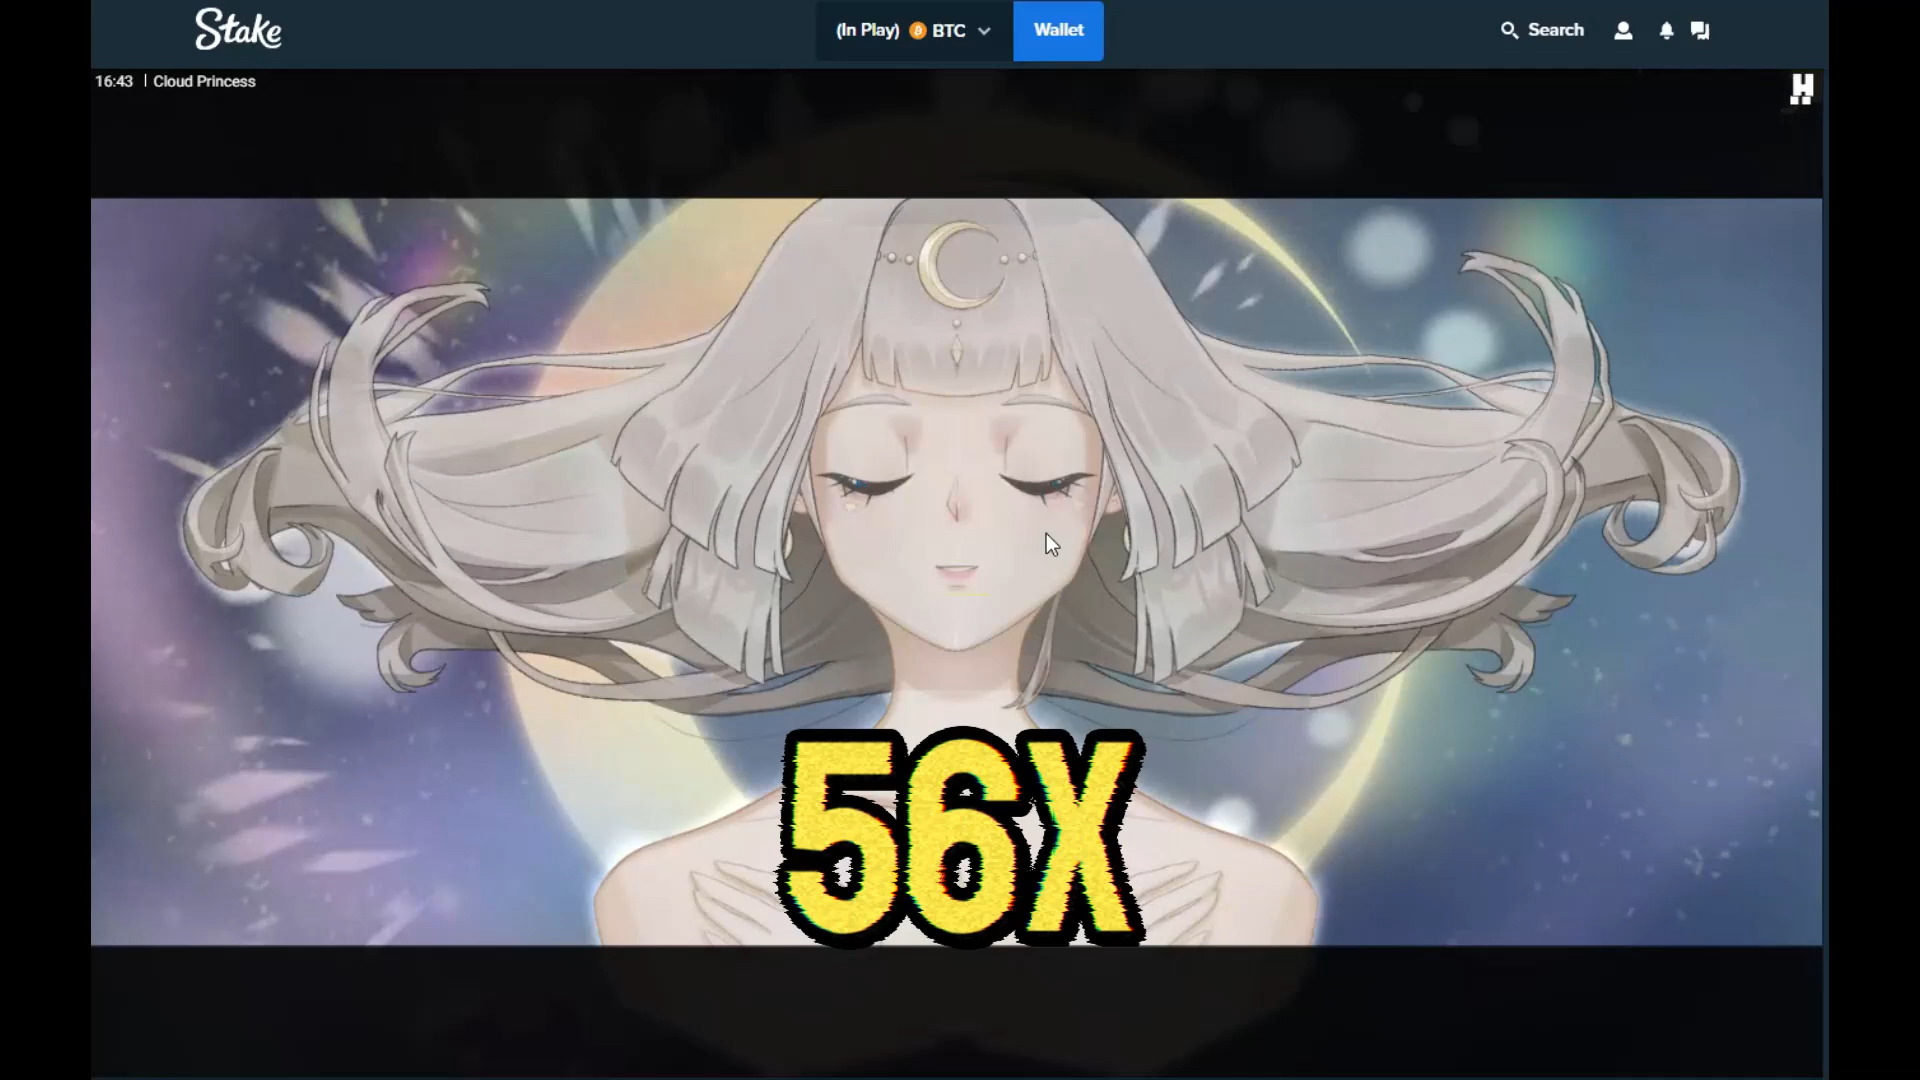 Stake
(In Play) BTC
Wallet
Search
16:43 | Cloud Princess
56X